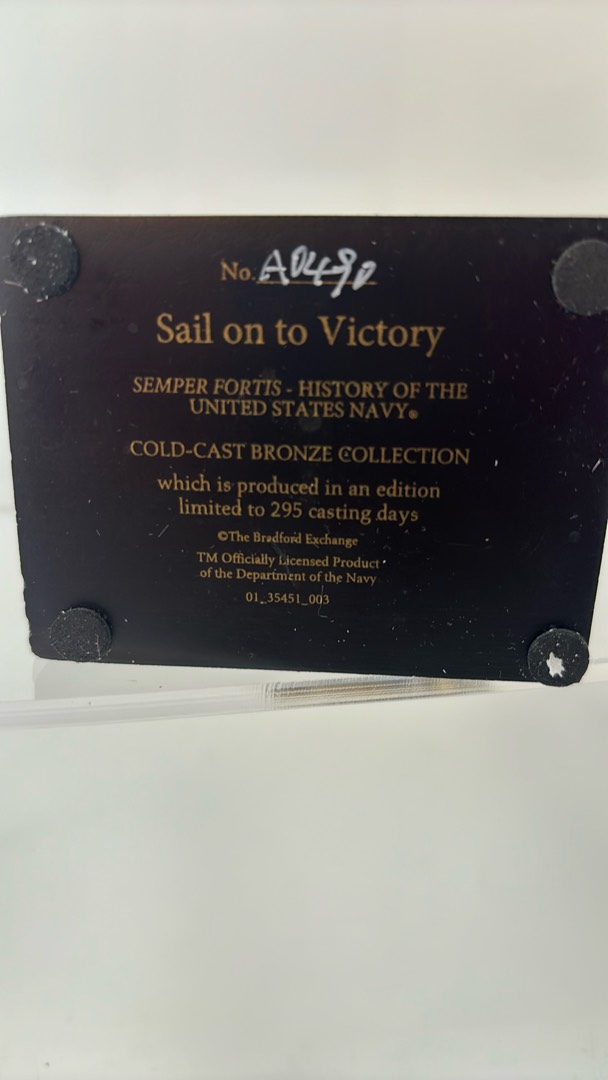 No. A0490
Sail on to Victory
SEMPER FORTIS - HISTORY OF THE
UNITED STATES NAVY®
COLD-CAST BRONZE COLLECTION
which is produced in an edition
limited to 295 casting days
©The Bradford Exchange
TM Officially Licensed Product
of the Department of the Navy
01_35451_003